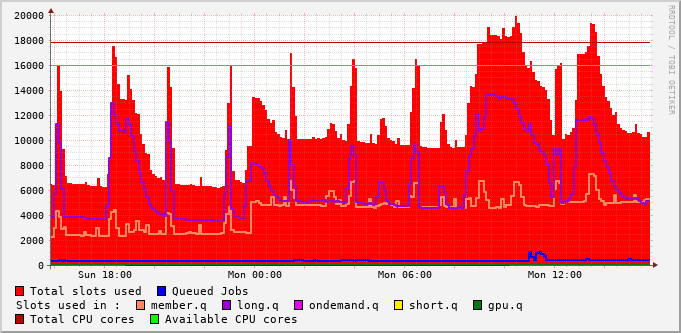 RRDTOOL / TOBI OETIKER
20000
18000
16000
14000
12000
10000
8000
6000
4000
2000
0
Sun 18:00 Mon 00:00 Mon 06:00 Mon 12:00
Total slots used Queued Jobs
Slots used in : member.q long.q ondemand.q short.q gpu.q
Total CPU cores Available CPU cores